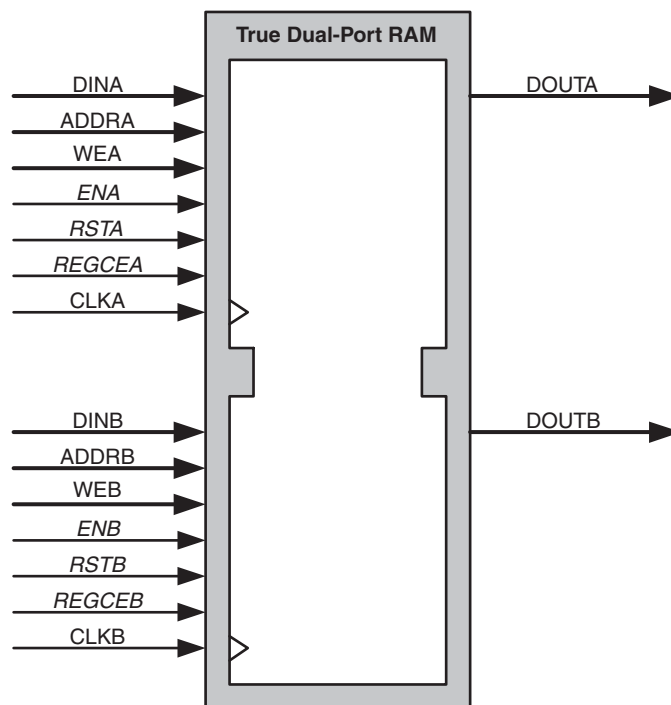 True Dual-Port RAM
DINA
DOUTA
ADDRA
WEA
ENA
RSTA
REGCEA
CLKA
DINB
DOUTB
ADDRB
WEB
ENB
RSTB
REGCEB
CLKB